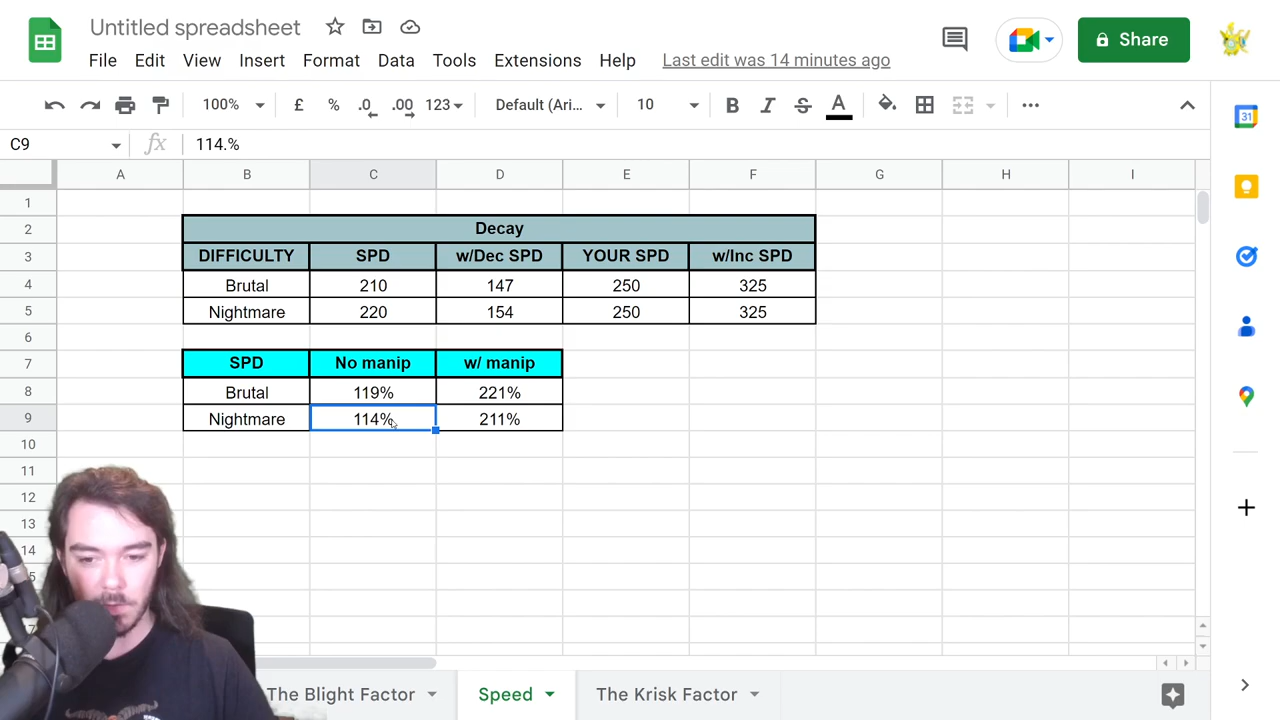 Untitled spreadsheet
File Edit View Insert Format Data Tools Extensions Help Last edit was 14 minutes ago
Share
100% £ % .0 .00 123 Default (Ari... 10 B I S A
C9 fx 114.%
A B C D E F G H I
1
2 Decay
3 DIFFICULTY SPD w/Dec SPD YOUR SPD w/Inc SPD
4 Brutal 210 147 250 325
5 Nightmare 220 154 250 325
6
7 SPD No manip w/ manip
8 Brutal 119% 221%
9 Nightmare 114% 211%
10
11
12
13
14
The Blight Factor Speed The Krisk Factor
31